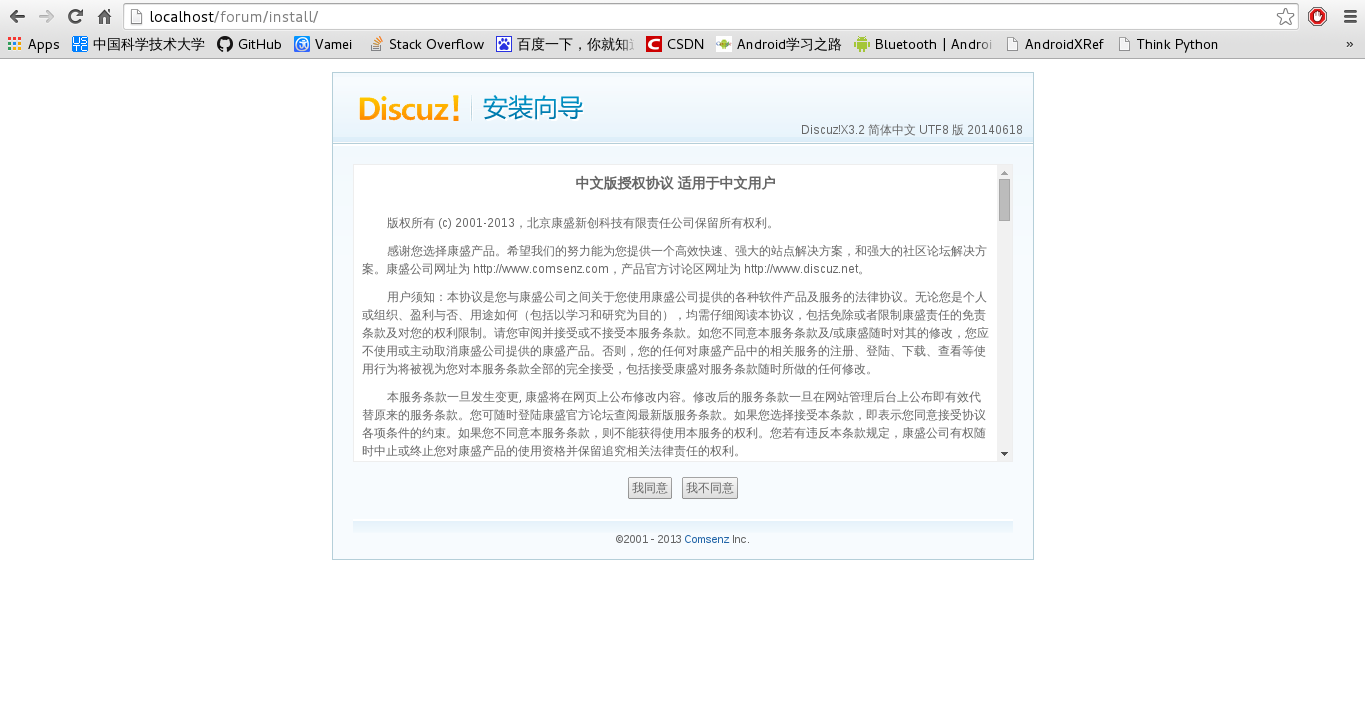 localhost/forum/install/
Apps 中国科学技术大学 GitHub Vamei Stack Overflow 百度一下，你就知 CSDN Android学习之路 Bluetooth | Androi AndroidXRef Think Python »
Discuz! 安装向导
Discuz!X3.2 简体中文 UTF8 版 20140618
中文版授权协议 适用于中文用户
版权所有 (c) 2001-2013，北京康盛新创科技有限责任公司保留所有权利。
感谢您选择康盛产品。希望我们的努力能为您提供一个高效快速、强大的站点解决方案，和强大的社区论坛解决方
案。康盛公司网址为 http://www.comsenz.com，产品官方讨论区网址为 http://www.discuz.net。
用户须知：本协议是您与康盛公司之间关于您使用康盛公司提供的各种软件产品及服务的法律协议。无论您是个人
或组织、盈利与否、用途如何（包括以学习和研究为目的），均需仔细阅读本协议，包括免除或者限制康盛责任的免责
条款及对您的权利限制。请您审阅并接受或不接受本服务条款。如您不同意本服务条款及/或康盛随时对其的修改，您应
不使用或主动取消康盛公司提供的康盛产品。否则，您的任何对康盛产品中的相关服务的注册、登陆、下载、查看等使
用行为将被视为您对本服务条款全部的完全接受，包括接受康盛对服务条款随时所做的任何修改。
本服务条款一旦发生变更, 康盛将在网页上公布修改内容。修改后的服务条款一旦在网站管理后台上公布即有效代
替原来的服务条款。您可随时登陆康盛官方论坛查阅最新版服务条款。如果您选择接受本条款，即表示您同意接受协议
各项条件的约束。如果您不同意本服务条款，则不能获得使用本服务的权利。您若有违反本条款规定，康盛公司有权随
时中止或终止您对康盛产品的使用资格并保留追究相关法律责任的权利。
我同意 我不同意
©2001 - 2013 Comsenz Inc.